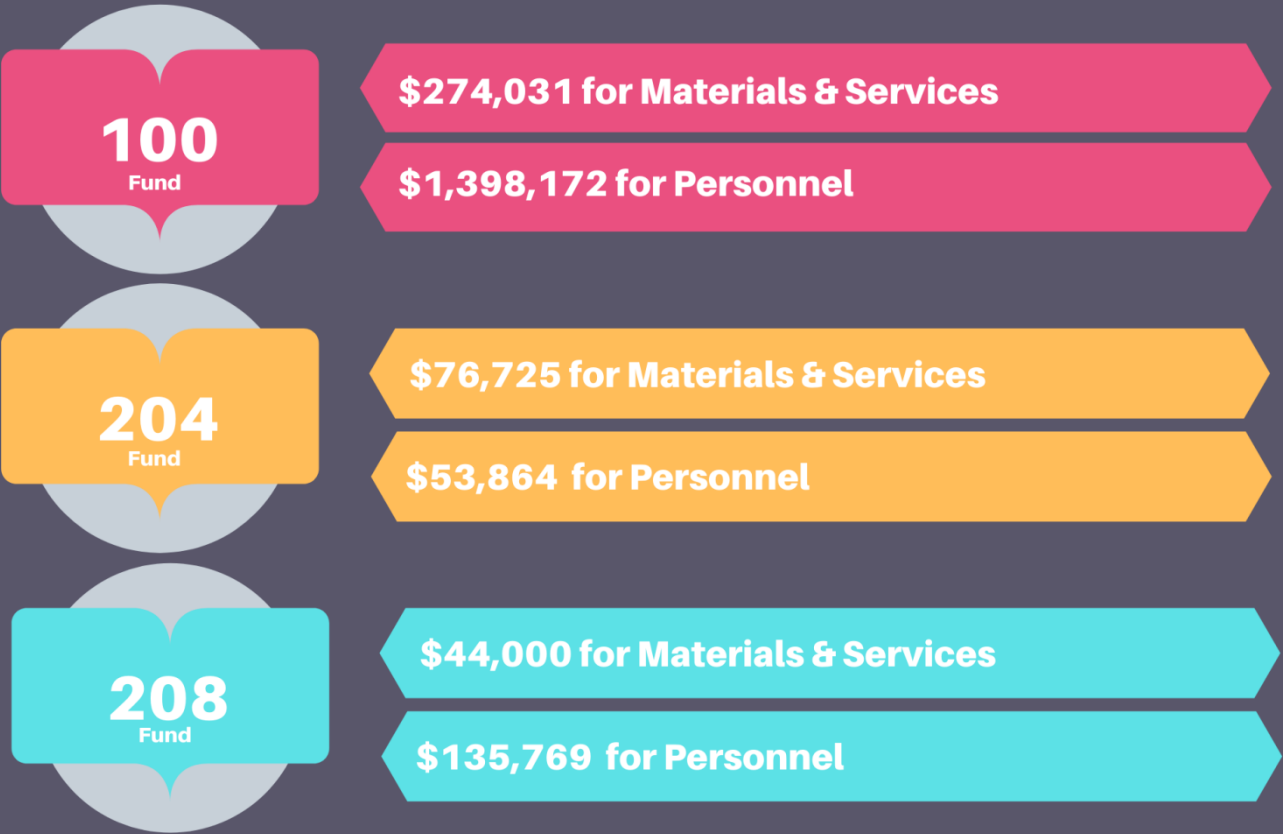 100
Fund
$274,031 for Materials & Services
$1,398,172 for Personnel
204
Fund
$76,725 for Materials & Services
$53,864 for Personnel
208
Fund
$44,000 for Materials & Services
$135,769 for Personnel